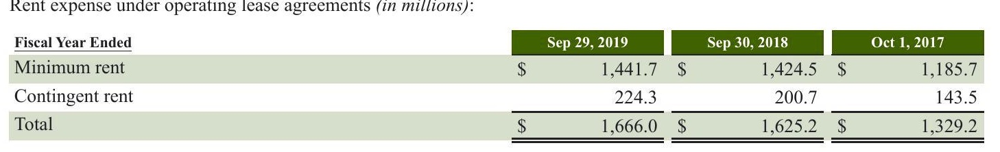 Rent expense under operating lease agreements (in millions):
Fiscal Year Ended Sep 29, 2019 Sep 30, 2018 Oct 1, 2017
Minimum rent $ 1,441.7 $ 1,424.5 $ 1,185.7
Contingent rent 224.3 200.7 143.5
Total $ 1,666.0 $ 1,625.2 $ 1,329.2